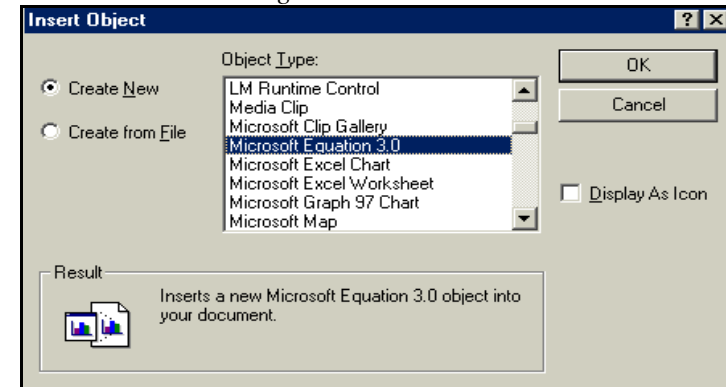 Insert Object
Object Type:
Create New
Create from File
LM Runtime Control
Media Clip
Microsoft Clip Gallery
Microsoft Equation 3.0
Microsoft Excel Chart
Microsoft Excel Worksheet
Microsoft Graph 97 Chart
Microsoft Map
OK
Cancel
Display As Icon
Result
Inserts a new Microsoft Equation 3.0 object into
your document.